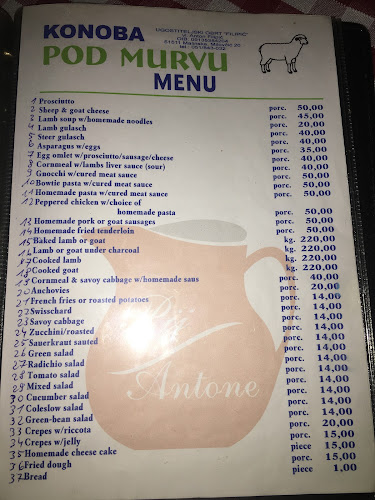 KONOBA
UGOSTITELJSKI OBRT
POD MURVU
MENU
1 Prosciutto porc. 50,00
2 Sheep & goat cheese porc. 45,00
3 Lamb soup w/homemade noodles porc. 20,00
4 Lamb gulasch porc. 40,00
5 Steer gulasch porc. 40,00
6 Asparagus w/eggs porc. 35,00
7 Egg omlet w/prosciutto/sausage/cheese porc. 40,00
8 Cornmeal w/lambs liver sauce (sour) porc. 40,00
9 Gnocchi w/cured meat sauce porc. 50,00
10 Bowtie pasta w/cured meat sauce porc. 50,00
11 Homemade pasta w/cured meat sauce porc. 50,00
12 Peppered chicken w/choice of
homemade pasta porc. 50,00
13 Homemade pork or goat sausages porc. 50,00
14 Homemade fried tenderloin porc. 50,00
15 Baked lamb or goat kg. 220,00
16 Lamb or goat under charcoal kg. 220,00
17 Cooked lamb kg. 220,00
18 Cooked goat kg. 220,00
19 Cornmeal & savoy cabbage w/homemade saus porc. 40,00
20 Anchovies porc. 20,00
21 French fries or roasted potatoes porc. 14,00
22 Swisschard porc. 14,00
23 Savoy cabbage porc. 14,00
24 Zucchini/roasted porc. 14,00
25 Sauerkraut sauted porc. 14,00
26 Green salad porc. 14,00
27 Radichio salad porc. 14,00
28 Tomato salad porc. 14,00
29 Mixed salad porc. 14,00
30 Cucumber salad porc. 14,00
31 Coleslow salad porc. 14,00
32 Green-bean salad porc. 14,00
33 Crepes w/riccota porc. 20,00
34 Crepes w/jelly porc. 15,00
35 Homemade cheese cake porc. 15,00
36 Fried dough piece 1,00
37 Bread
Antone